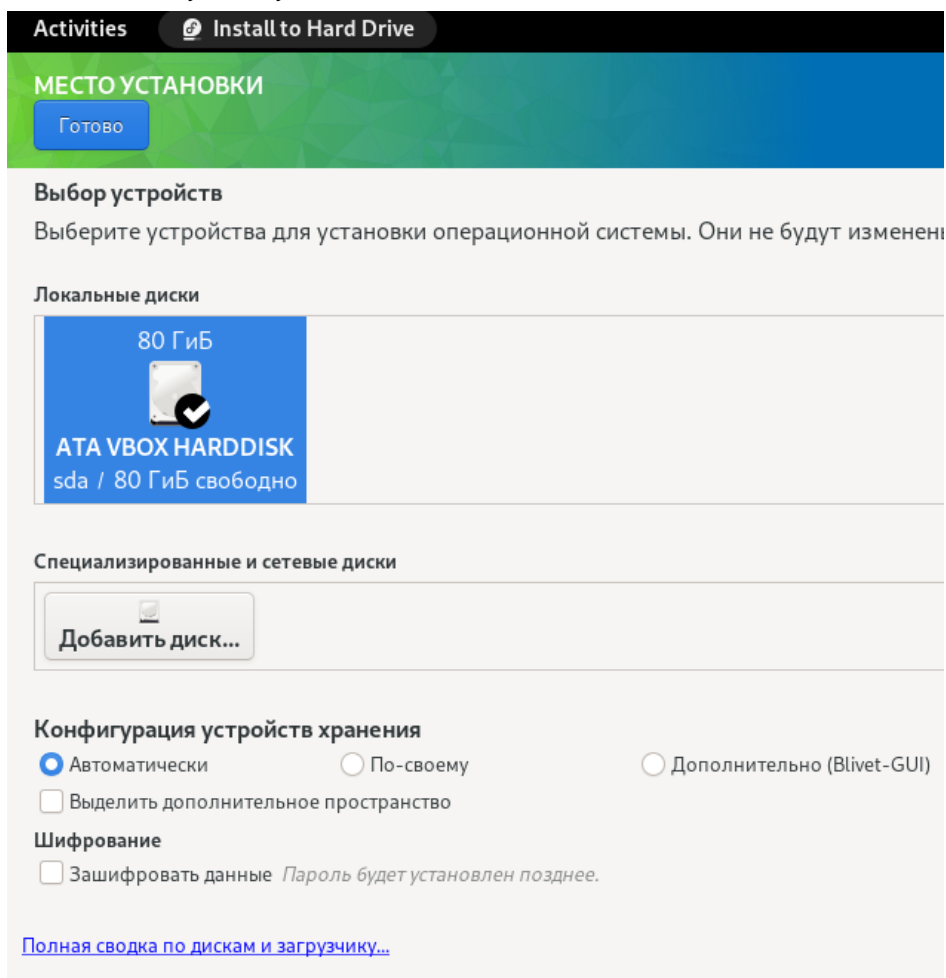 Activities Install to Hard Drive
МЕСТО УСТАНОВКИ
Готово
Выбор устройств
Выберите устройства для установки операционной системы. Они не будут
Локальные диски
80 ГиБ
ATA VBOX HARDDISK
sda / 80 ГиБ свободно
Специализированные и сетевые диски
Добавить диск...
Конфигурация устройств хранения
Автоматически По-своему Дополнительно (Blivet-GUI)
Выделить дополнительное пространство
Шифрование
Зашифровать данные Пароль будет установлен позднее.
Полная сводка по дискам и загрузчику...